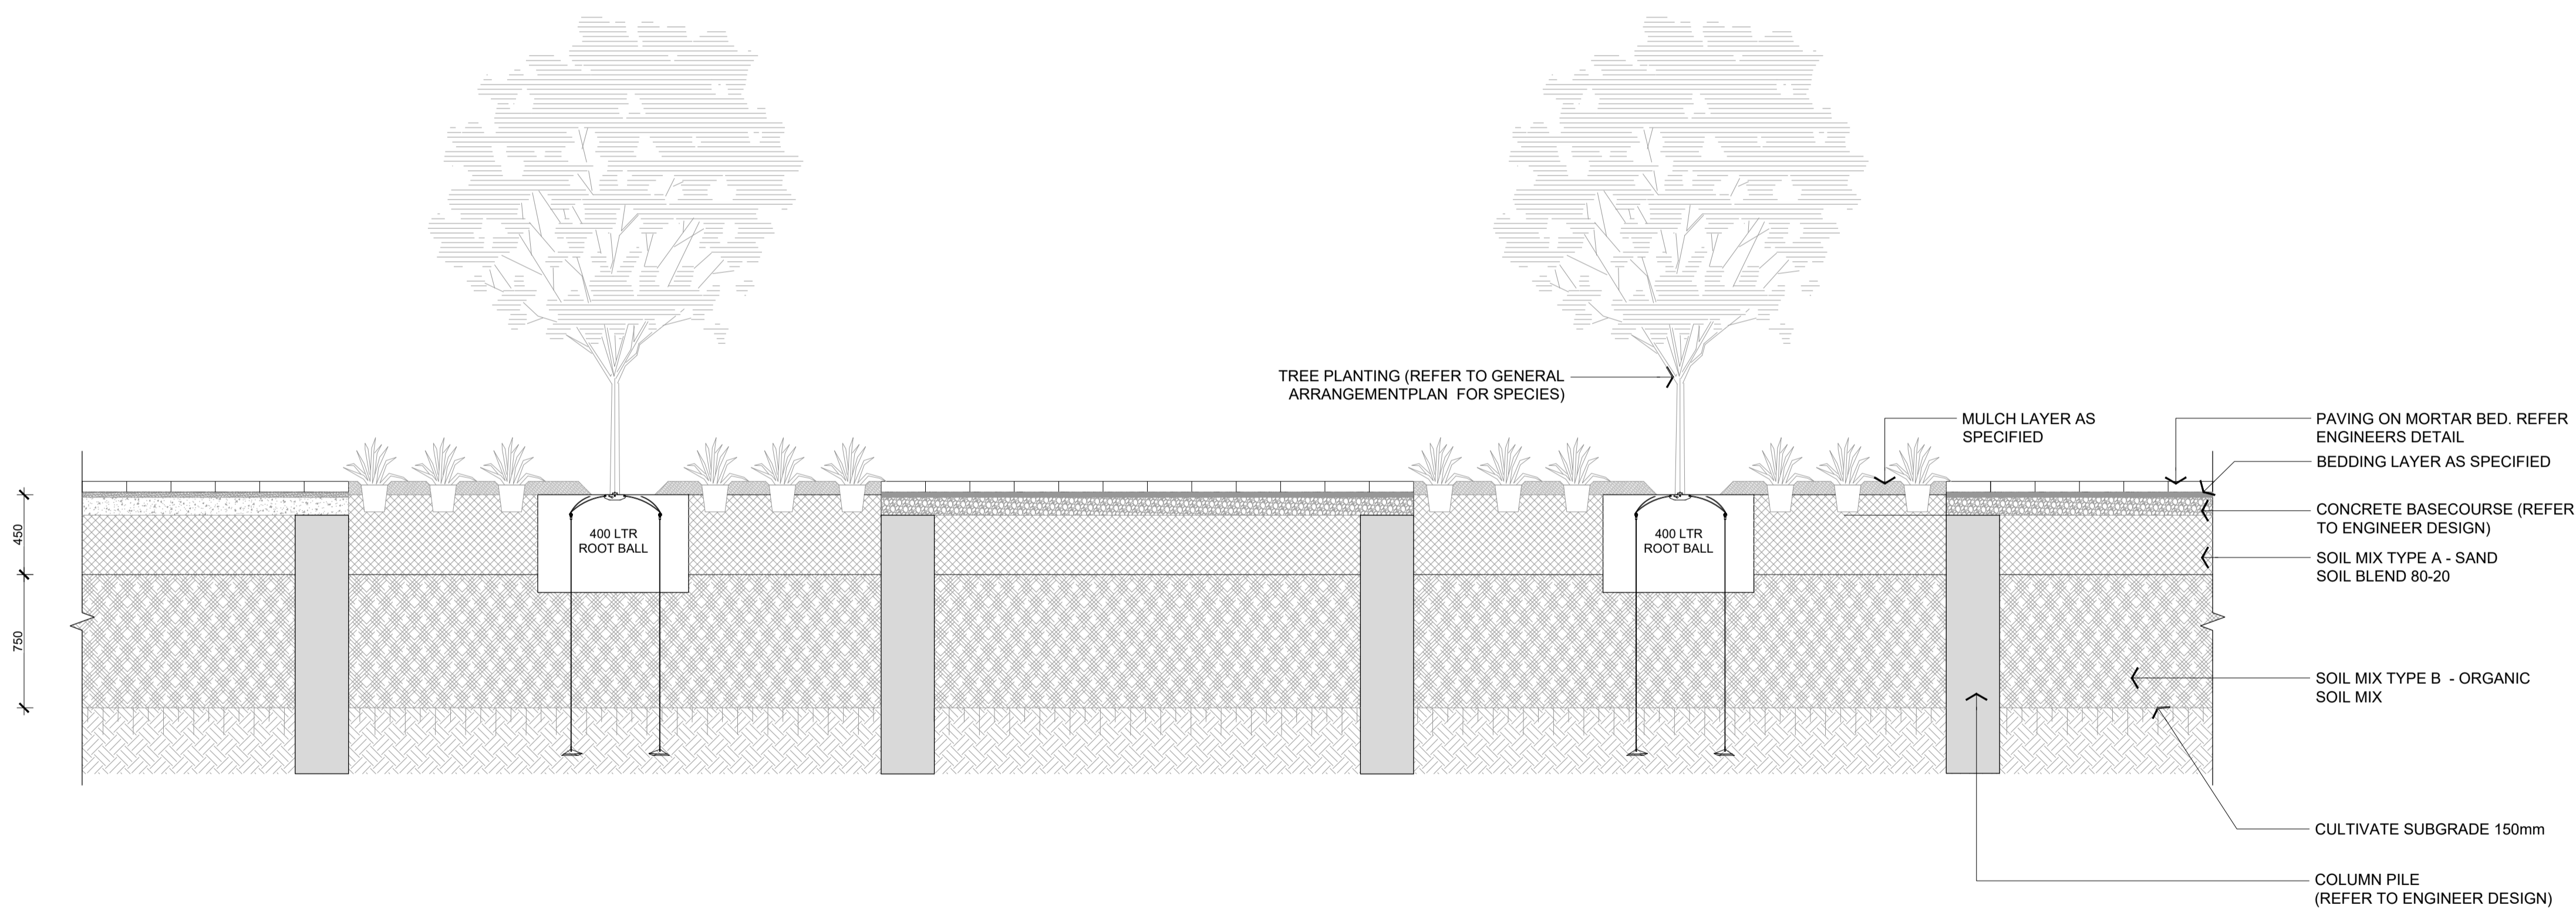 TREE PLANTING (REFER TO GENERAL
ARRANGEMENTPLAN FOR SPECIES)
MULCH LAYER AS
SPECIFIED
PAVING ON MORTAR BED. REFER
ENGINEERS DETAIL
BEDDING LAYER AS SPECIFIED
CONCRETE BASECOURSE (REFER
TO ENGINEER DESIGN)
SOIL MIX TYPE A - SAND
SOIL BLEND 80-20
450
400 LTR
ROOT BALL
400 LTR
ROOT BALL
750
SOIL MIX TYPE B - ORGANIC
SOIL MIX
CULTIVATE SUBGRADE 150mm
COLUMN PILE
(REFER TO ENGINEER DESIGN)